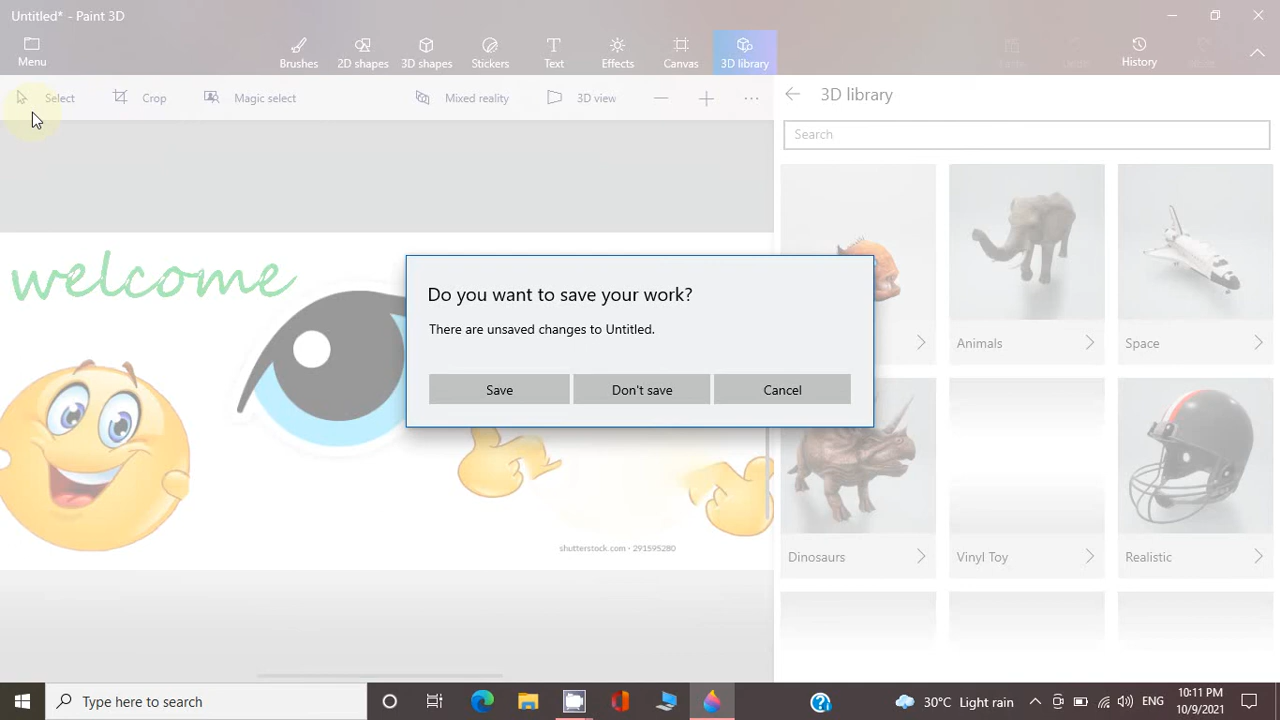 Untitled* - Paint 3D
Menu
Brushes
2D shapes
3D shapes
Stickers
Text
Effects
Canvas
3D library
History
Select
Crop
Magic select
Mixed reality
3D view
3D library
Search
welcome
Do you want to save your work?
There are unsaved changes to Untitled.
Save
Don't save
Cancel
Animals
Space
Dinosaurs
Vinyl Toy
Realistic
shutterstock.com • 291595280
Type here to search
30°C Light rain
ENG
10:11 PM
10/9/2021